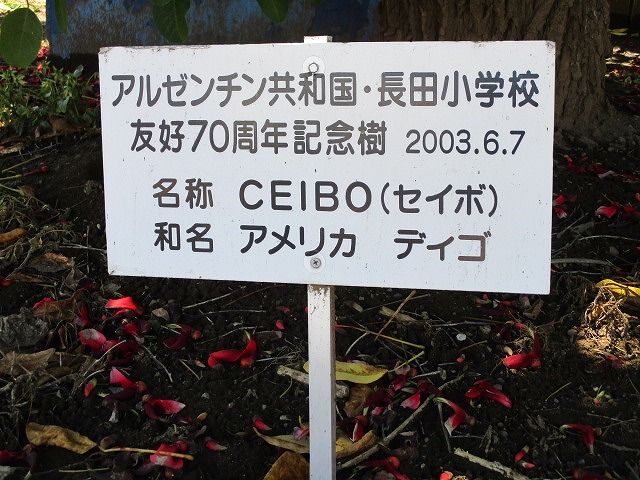 アルゼンチン共和国・長田小学校
友好70周年記念樹 2003.6.7
名称 CEIBO(セイボ)
和名 アメリカ ディゴ